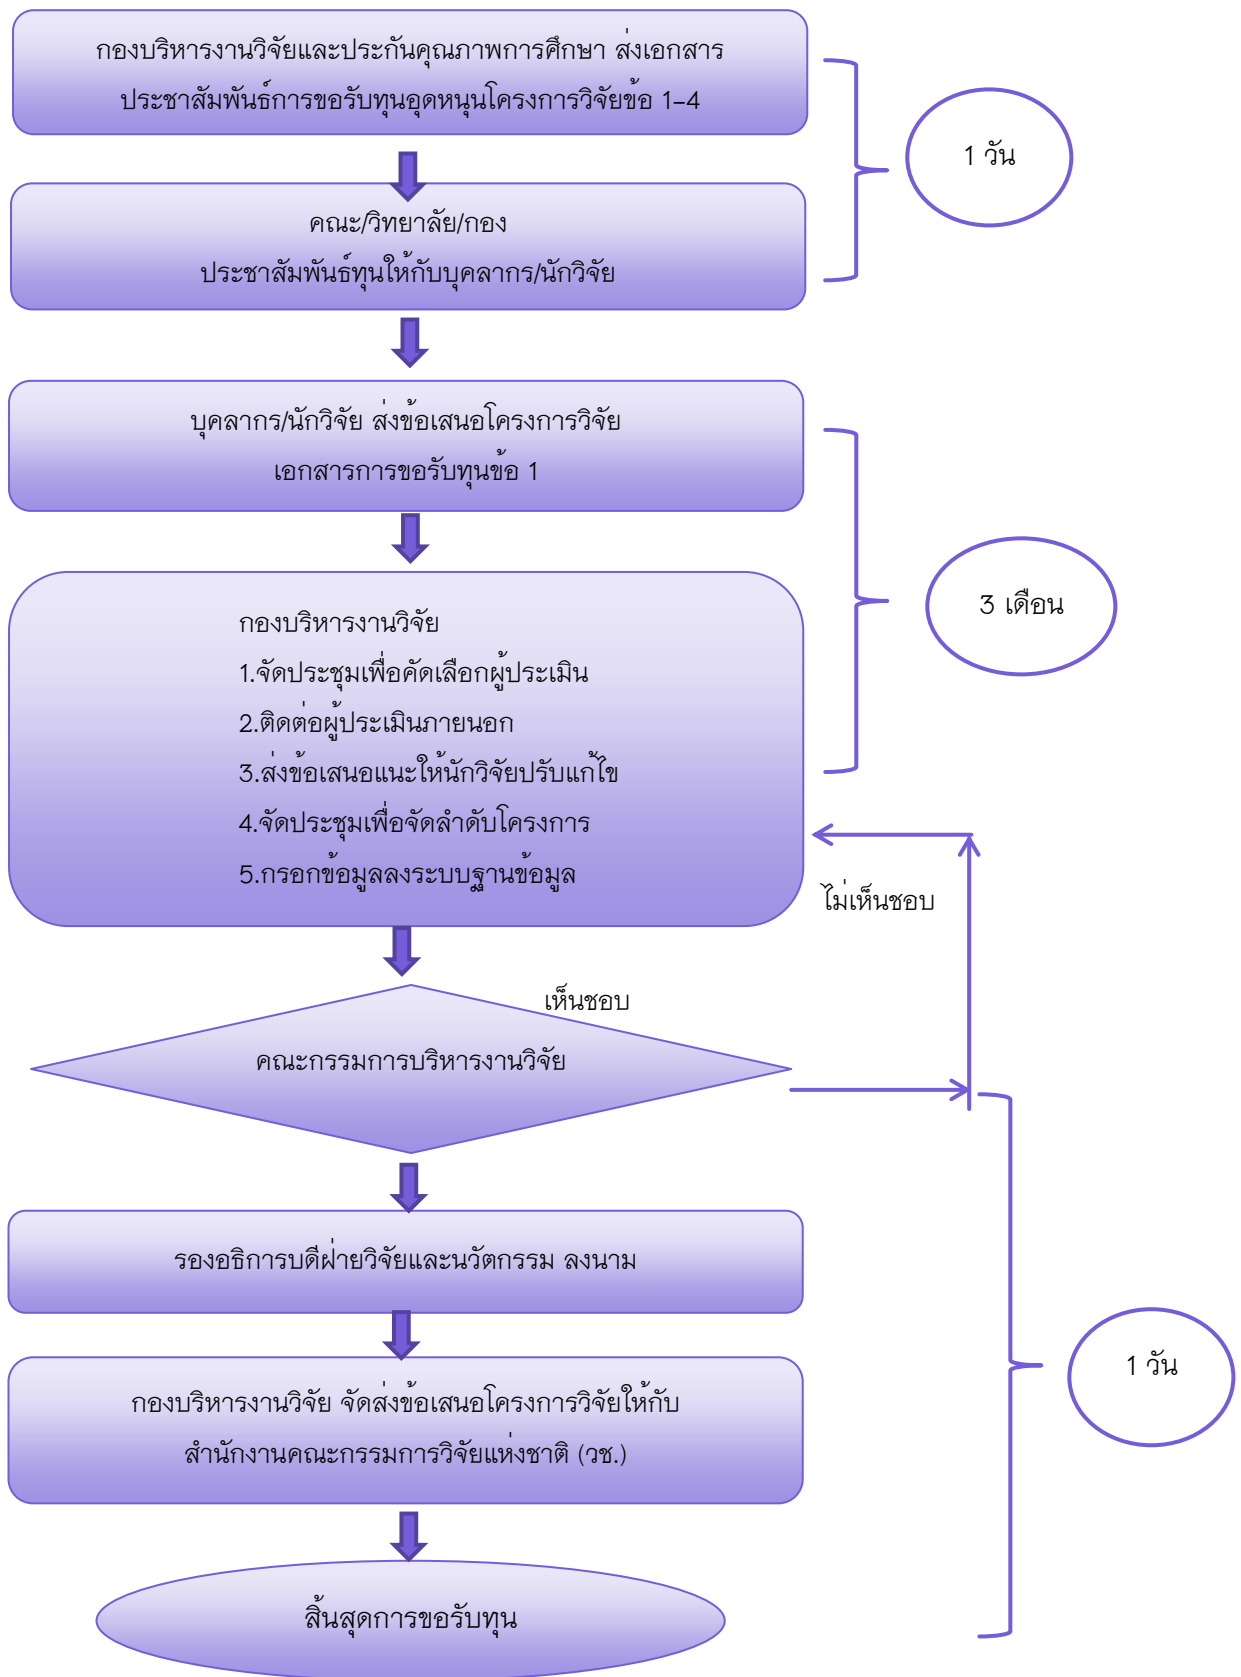 กองบริหารงานวิจัยและประกันคุณภาพการศึกษา ส่งเอกสาร
ประชาสัมพันธ์การขอรับทุนอุดหนุนโครงการวิจัยข้อ 1-4
1 วัน
คณะ/วิทยาลัย/กอง
ประชาสัมพันธ์ทุนให้กับบุคลากร/นักวิจัย
บุคลากร/นักวิจัย ส่งข้อเสนอโครงการวิจัย
เอกสารการขอรับทุนข้อ 1
3 เดือน
กองบริหารงานวิจัย
1.จัดประชุมเพื่อคัดเลือกผู้ประเมิน
2.ติดต่อผู้ประเมินภายนอก
3.ส่งข้อเสนอแนะให้นักวิจัยปรับแก้ไข
4.จัดประชุมเพื่อจัดลำดับโครงการ
5.กรอกข้อมูลลงระบบฐานข้อมูล
ไม่เห็นชอบ
เห็นชอบ
คณะกรรมการบริหารงานวิจัย
รองอธิการบดีฝ่ายวิจัยและนวัตกรรม ลงนาม
1 วัน
กองบริหารงานวิจัย จัดส่งข้อเสนอโครงการวิจัยให้กับ
สำนักงานคณะกรรมการวิจัยแห่งชาติ (วช.)
สิ้นสุดการขอรับทุน